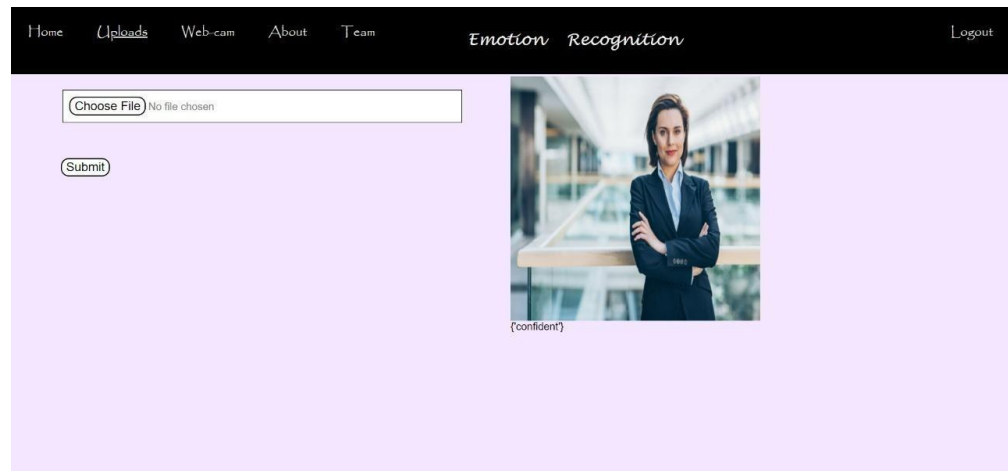 Home Uploads Web-cam About Team Emotion Recognition Logout
Choose File No file chosen
Submit
{'confident'}